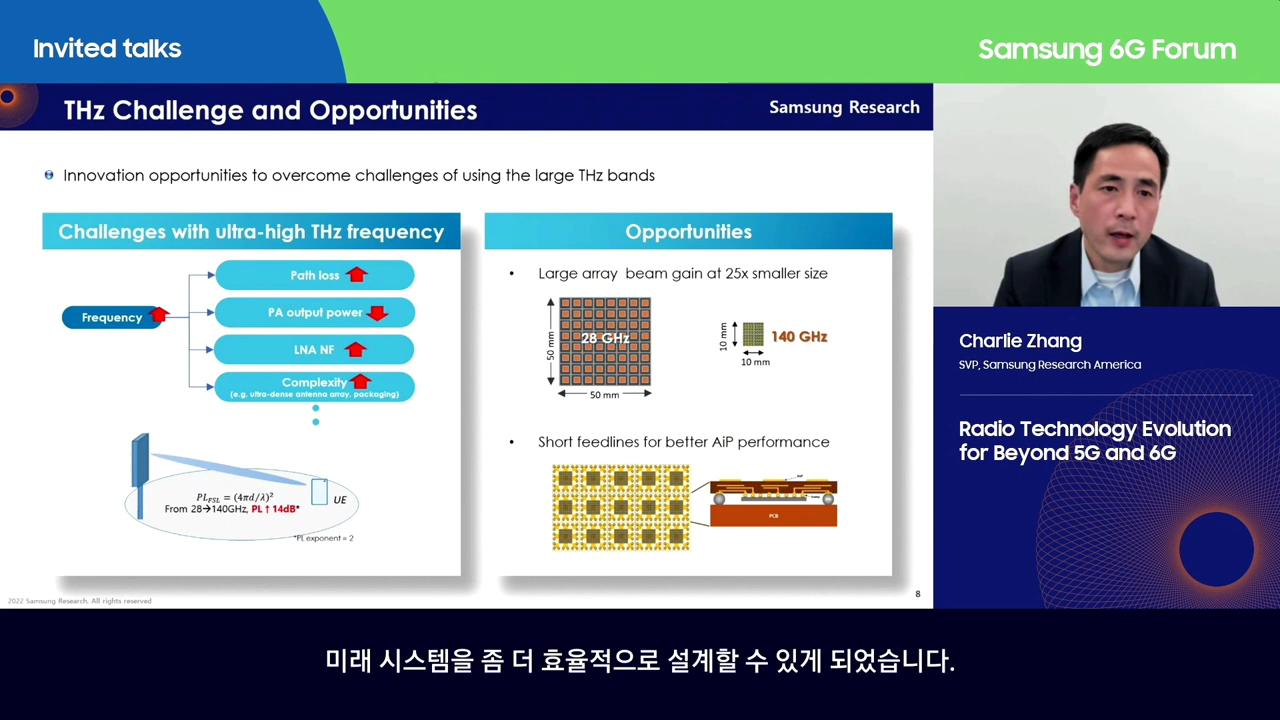 Invited talks
Samsung 6G Forum
THz Challenge and Opportunities
Samsung Research
Innovation opportunities to overcome challenges of using the large THz bands
Challenges with ultra-high THz frequency
Frequency
Path loss
PA output power
LNA NF
Complexity
(e.g. ultra-dense antenna array, packaging)
PL_FSL = (4πd/λ)²
From 28→140GHz, PL ↑ 14dB*
UE
*PL exponent = 2
Opportunities
• Large array beam gain at 25x smaller size
50 mm
28 GHz
50 mm
10 mm
140 GHz
10 mm
• Short feedlines for better AiP performance
PCB
2022 Samsung Research. All rights reserved
8
Charlie Zhang
SVP, Samsung Research America
Radio Technology Evolution
for Beyond 5G and 6G
미래 시스템을 좀 더 효율적으로 설계할 수 있게 되었습니다.